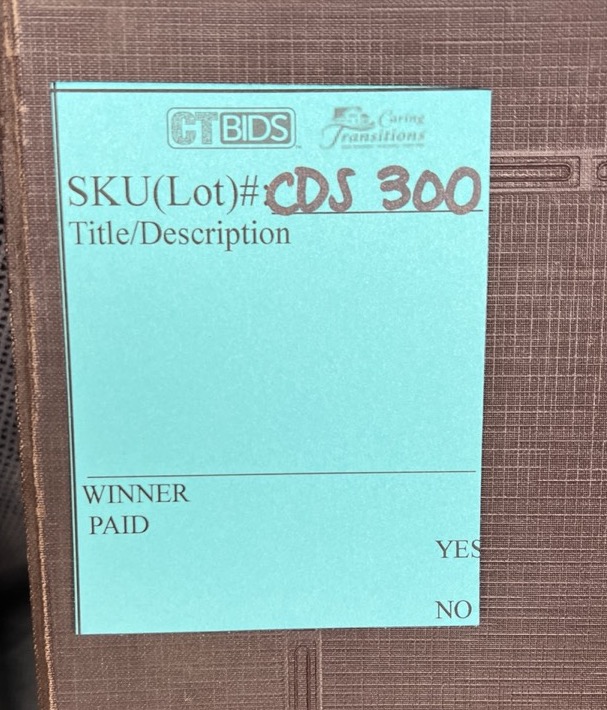 CTBIDS
Caring
Transitions
SKU(Lot)#:CDS 300
Title/Description
WINNER
PAID
YES
NO